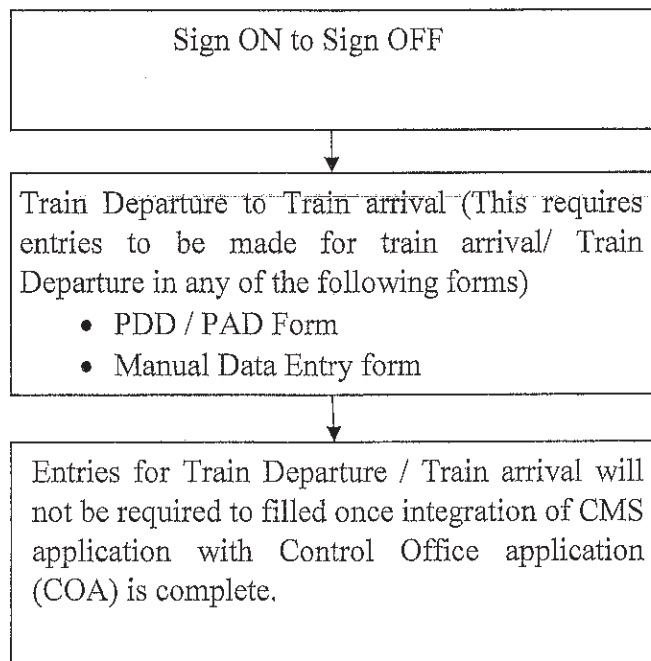 Sign ON to Sign OFF
Train Departure to Train arrival (This requires
entries to be made for train arrival/ Train
Departure in any of the following forms)
• PDD / PAD Form
• Manual Data Entry form
Entries for Train Departure / Train arrival will
not be required to filled once integration of CMS
application with Control Office application
(COA) is complete.